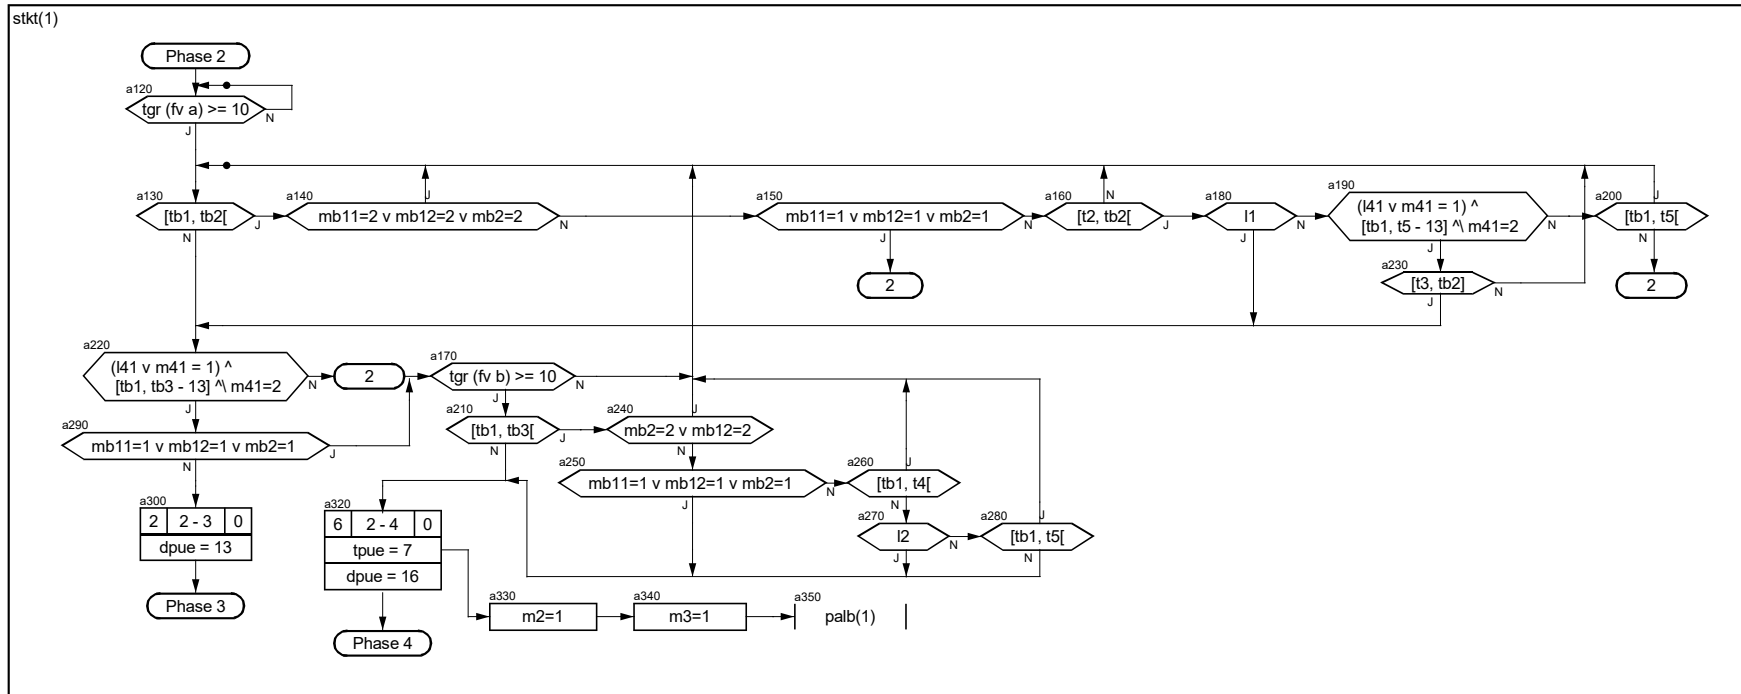 stkt(1)
Phase 2
a120
tgr (fv a) >= 10
N
J
a130
[tb1, tb2[
J
N
a140
mb11=2 v mb12=2 v mb2=2
J
N
a150
mb11=1 v mb12=1 v mb2=1
N
J
2
a160
[t2, tb2[
N
J
a180
l1
N
J
a190
(l41 v m41 = 1) ^
[tb1, t5 - 13] ^\ m41=2
N
J
a200
[tb1, t5[
J
N
2
a230
[t3, tb2]
N
J
a220
(l41 v m41 = 1) ^
[tb1, tb3 - 13] ^\ m41=2
N
J
2
a170
tgr (fv b) >= 10
N
J
a290
mb11=1 v mb12=1 v mb2=1
J
N
a210
[tb1, tb3[
J
N
a240
mb2=2 v mb12=2
J
N
a250
mb11=1 v mb12=1 v mb2=1
N
J
a260
[tb1, t4[
J
N
a270
l2
N
J
a280
[tb1, t5[
J
N
a300
2 2 - 3 0
dpue = 13
Phase 3
a320
6 2 - 4 0
tpue = 7
dpue = 16
Phase 4
a330
m2=1
a340
m3=1
a350
palb(1)